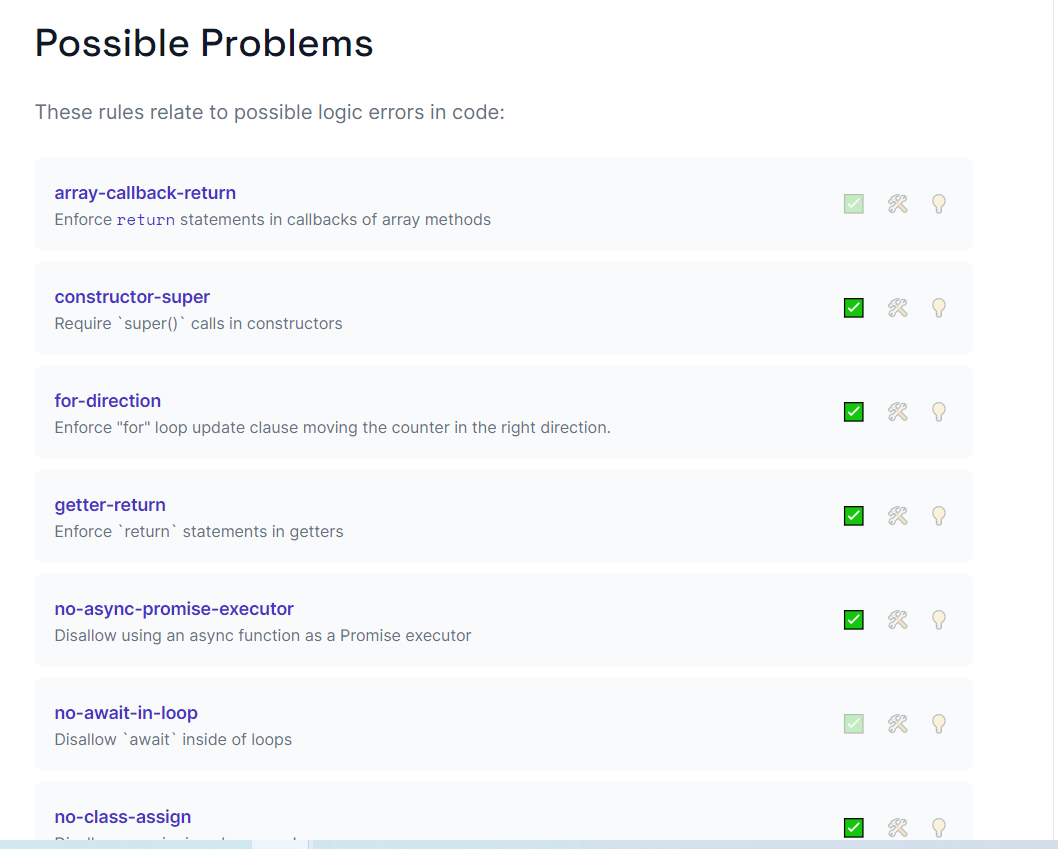 Possible Problems
These rules relate to possible logic errors in code:
array-callback-return
Enforce return statements in callbacks of array methods
constructor-super
Require `super()` calls in constructors
for-direction
Enforce "for" loop update clause moving the counter in the right direction.
getter-return
Enforce `return` statements in getters
no-async-promise-executor
Disallow using an async function as a Promise executor
no-await-in-loop
Disallow `await` inside of loops
no-class-assign